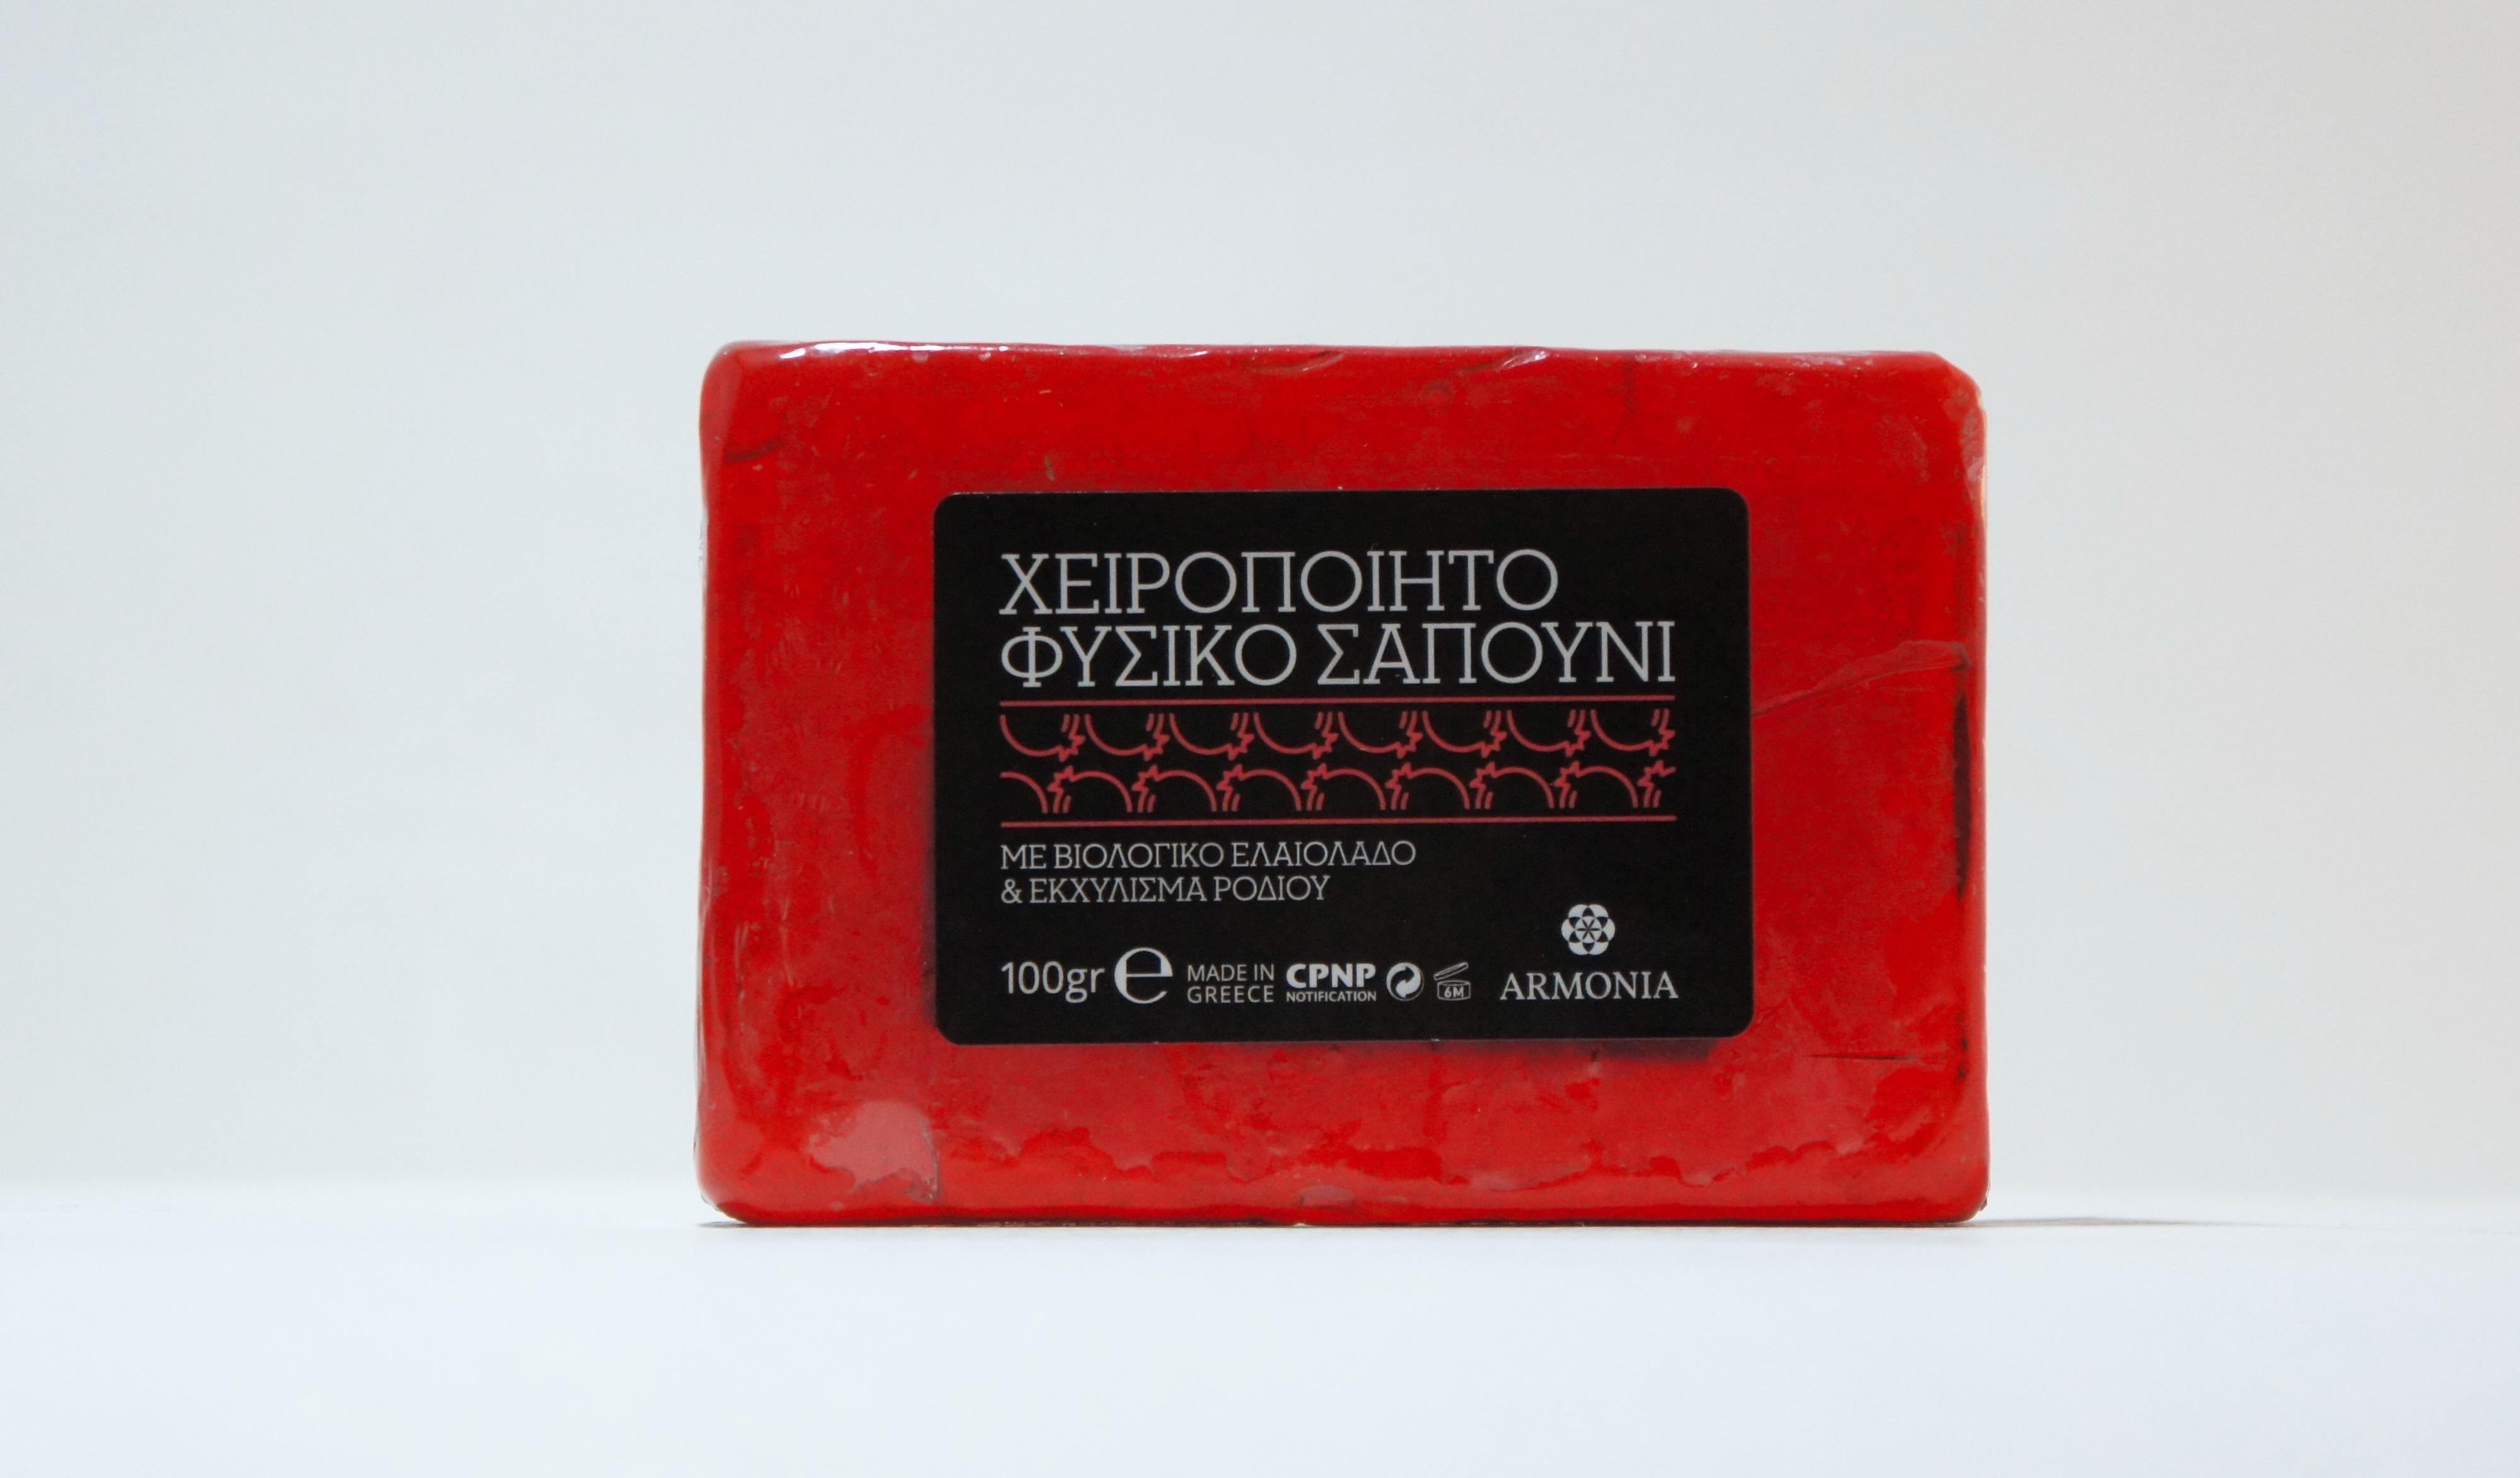 ΧΕΙΡΟΠΟΙΗΤΟ
ΦΥΣΙΚΟ ΣΑΠΟΥΝΙ
ΜΕ ΒΙΟΛΟΓΙΚΟ ΕΛΑΙΟΛΑΔΟ
& ΕΚΧΥΛΙΣΜΑ ΡΟΔΙΟΥ
100gr ℮
MADE IN
GREECE
CPNP
NOTIFICATION
6M
ARMONIA